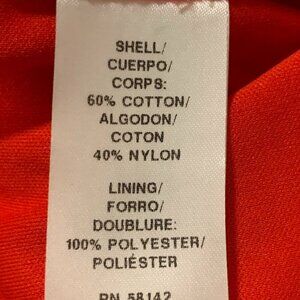 SHELL/
CUERPO/
CORPS:
60% COTTON/
ALGODON/
COTON
40% NYLON
LINING/
FORRO/
DOUBLURE:
100% POLYESTER/
POLIÉSTER
RN 58142